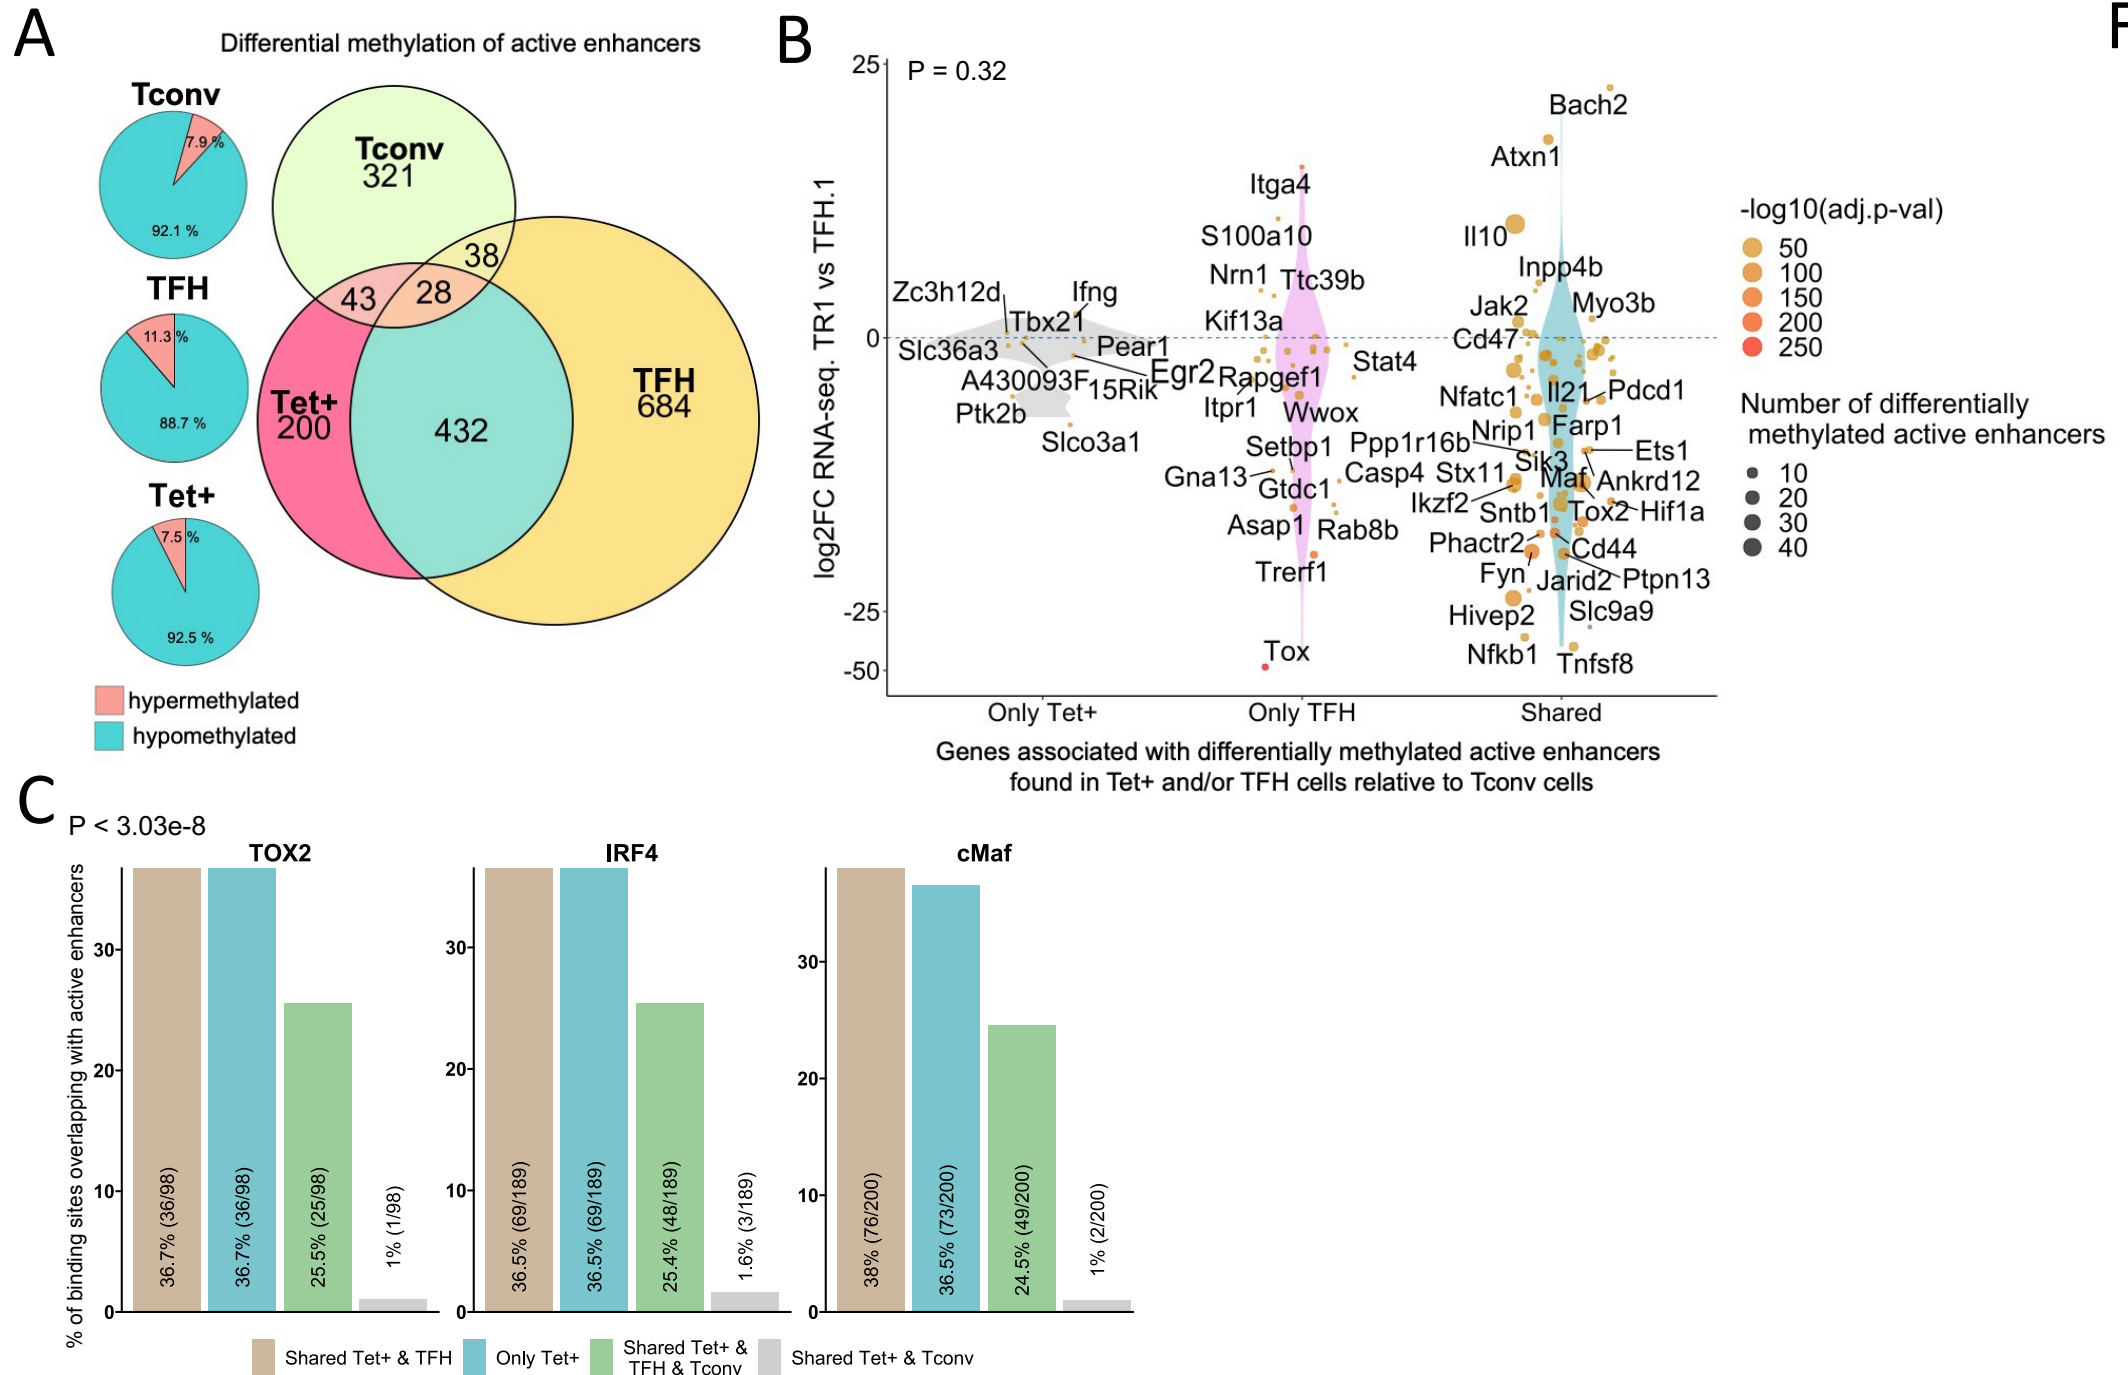 A
Differential methylation of active enhancers
Tconv
7.9 %
92.1 %
TFH
11.3 %
88.7 %
Tet+
7.5 %
92.5 %
hypermethylated
hypomethylated
Tconv
321
38
43
28
Tet+
200
432
TFH
684
B
P = 0.32
log2FC RNA-seq. TR1 vs TFH.1
25
0
-25
-50
Zc3h12d
Ifng
Tbx21
Slc36a3
Pear1
Egr2
A430093F15Rik
Ptk2b
Slco3a1
Itga4
S100a10
Nrn1
Ttc39b
Kif13a
Stat4
Rapgef1
Itpr1
Wwox
Setbp1
Gna13
Casp4
Gtdc1
Asap1
Rab8b
Trerf1
Tox
Bach2
Atxn1
Il10
Inpp4b
Jak2
Myo3b
Cd47
Nfatc1
Il21
Pdcd1
Nrip1
Farp1
Ppp1r16b
Ets1
Sik3
Stx11
Maf
Ankrd12
Ikzf2
Sntb1
Tox2
Hif1a
Phactr2
Cd44
Fyn
Jarid2
Ptpn13
Hivep2
Slc9a9
Nfkb1
Tnfsf8
Only Tet+
Only TFH
Shared
Genes associated with differentially methylated active enhancers
found in Tet+ and/or TFH cells relative to Tconv cells
-log10(adj.p-val)
50
100
150
200
250
Number of differentially
methylated active enhancers
10
20
30
40
F
C
P < 3.03e-8
% of binding sites overlapping with active enhancers
TOX2
30
20
10
0
36.7% (36/98)
36.7% (36/98)
25.5% (25/98)
1% (1/98)
IRF4
30
20
10
0
36.5% (69/189)
36.5% (69/189)
25.4% (48/189)
1.6% (3/189)
cMaf
30
20
10
0
38% (76/200)
36.5% (73/200)
24.5% (49/200)
1% (2/200)
Shared Tet+ & TFH
Only Tet+
Shared Tet+ &
TFH & Tconv
Shared Tet+ & Tconv